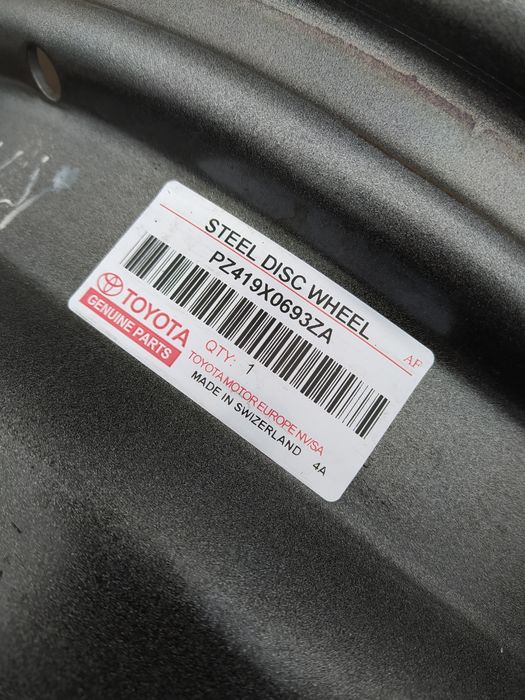 STEEL DISC WHEEL
PZ419X0693ZA
AF
TOYOTA
GENUINE PARTS
QTY: 1
TOYOTA MOTOR EUROPE NV/SA
MADE IN SWIZERLAND 4A